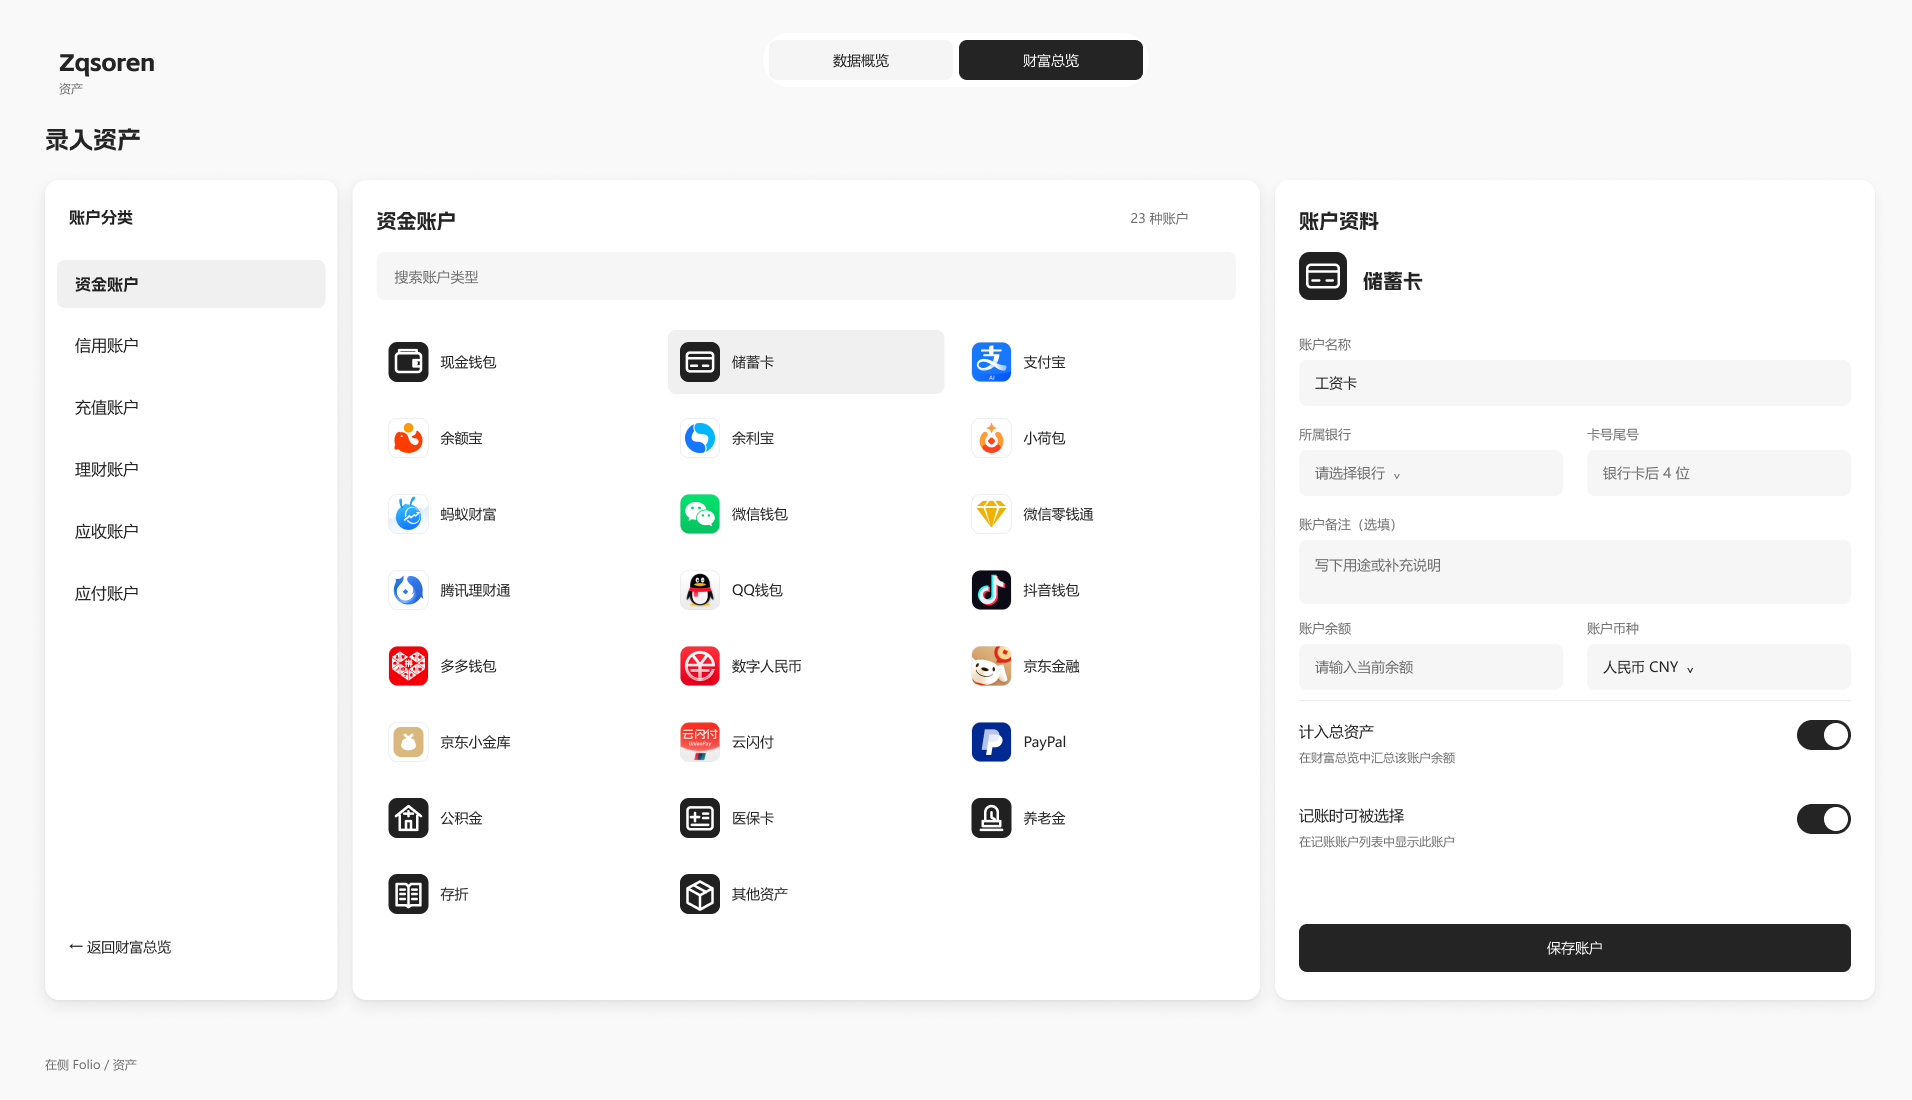 Zqsoren
资产
数据概览
财富总览
录入资产
账户分类
资金账户
信用账户
充值账户
理财账户
应收账户
应付账户
← 返回财富总览
资金账户
23 种账户
搜索账户类型
现金钱包
储蓄卡
支
AI
支付宝
余额宝
余利宝
小荷包
蚂蚁财富
微信钱包
微信零钱通
腾讯理财通
QQ钱包
抖音钱包
多多钱包
数字人民币
京东金融
京东小金库
云闪付
UnionPay
云闪付
PayPal
公积金
医保卡
养老金
存折
其他资产
账户资料
储蓄卡
账户名称
工资卡
所属银行
卡号尾号
请选择银行
银行卡后 4 位
账户备注（选填）
写下用途或补充说明
账户余额
账户币种
请输入当前余额
人民币 CNY
计入总资产
在财富总览中汇总该账户余额
记账时可被选择
在记账账户列表中显示此账户
保存账户
在侧 Folio / 资产